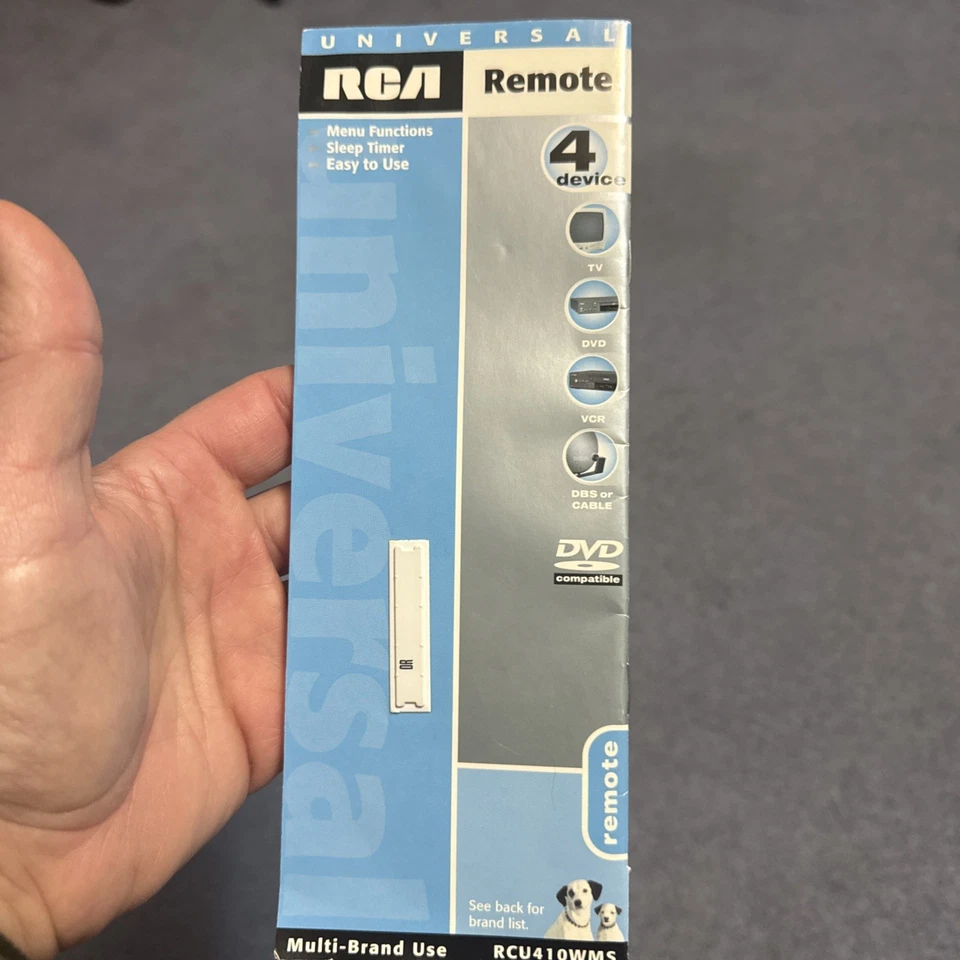 UNIVERSAL
RCA
Remote
Menu Functions
Sleep Timer
Easy to Use
4
device
TV
DVD
VCR
DBS or
CABLE
DVD
compatible
universal
OR
remote
See back for
brand list.
Multi-Brand Use
RCU410WMS